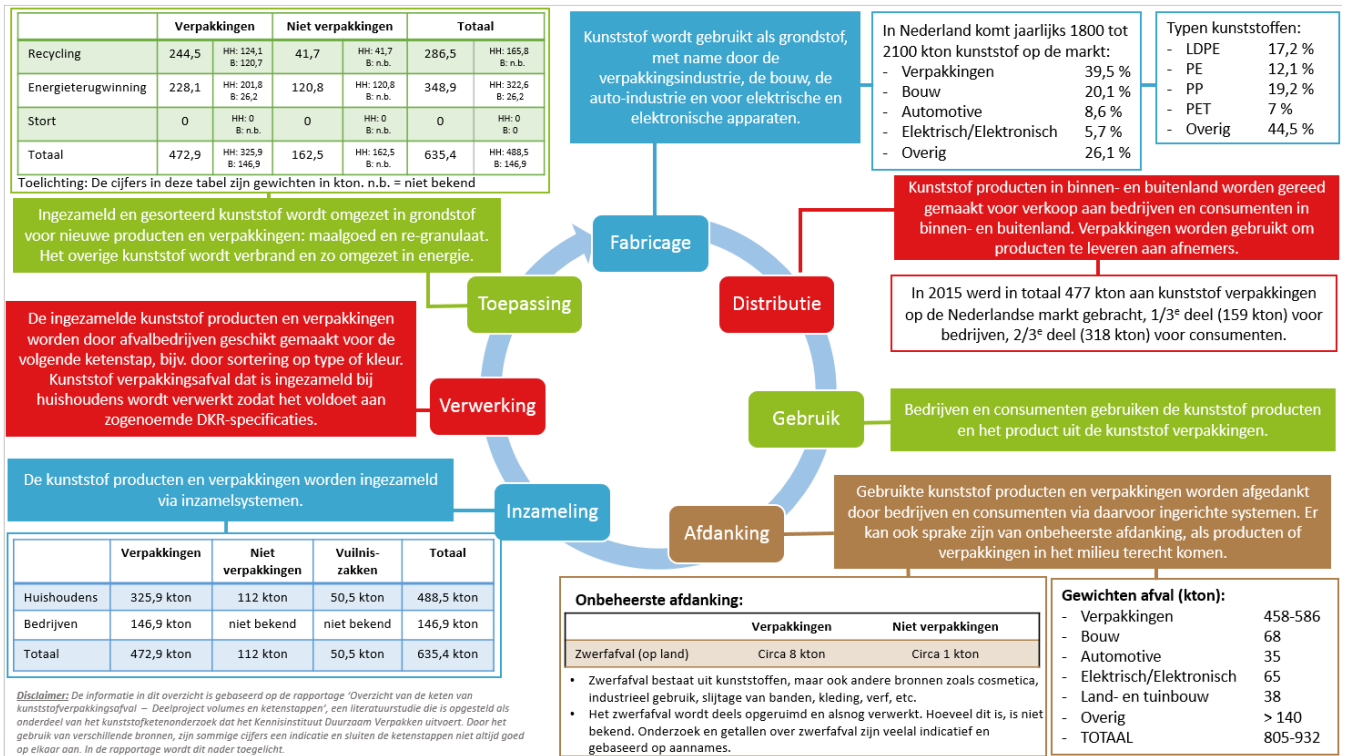 Verpakkingen Niet verpakkingen Totaal
Recycling 244,5 HH: 124,1 41,7 HH: 41,7 286,5 HH: 165,8
B: 120,7 B: n.b. B: n.b.
Energieterugwinning 228,1 HH: 201,8 120,8 HH: 120,8 348,9 HH: 322,6
B: 26,2 B: n.b. B: 26,2
Stort 0 HH: 0 0 HH: 0 0 HH: 0
B: n.b. B: n.b. B: 0
Totaal 472,9 HH: 325,9 162,5 HH: 162,5 635,4 HH: 488,5
B: 146,9 B: n.b. B: 146,9
Toelichting: De cijfers in deze tabel zijn gewichten in kton. n.b. = niet bekend
Kunststof wordt gebruikt als grondstof,
met name door de
verpakkingsindustrie, de bouw, de
auto-industrie en voor elektrische en
elektronische apparaten.
In Nederland komt jaarlijks 1800 tot
2100 kton kunststof op de markt:
- Verpakkingen 39,5 %
- Bouw 20,1 %
- Automotive 8,6 %
- Elektrisch/Elektronisch 5,7 %
- Overig 26,1 %
Typen kunststoffen:
- LDPE 17,2 %
- PE 12,1 %
- PP 19,2 %
- PET 7 %
- Overig 44,5 %
Ingezameld en gesorteerd kunststof wordt omgezet in grondstof
voor nieuwe producten en verpakkingen: maalgoed en re-granulaat.
Het overige kunststof wordt verbrand en zo omgezet in energie.
Fabricage
Kunststof producten in binnen- en buitenland worden gereed
gemaakt voor verkoop aan bedrijven en consumenten in
binnen- en buitenland. Verpakkingen worden gebruikt om
producten te leveren aan afnemers.
Toepassing
Distributie
In 2015 werd in totaal 477 kton aan kunststof verpakkingen
op de Nederlandse markt gebracht, 1/3e deel (159 kton) voor
bedrijven, 2/3e deel (318 kton) voor consumenten.
De ingezamelde kunststof producten en verpakkingen
worden door afvalbedrijven geschikt gemaakt voor de
volgende ketenstap, bijv. door sortering op type of kleur.
Kunststof verpakkingsafval dat is ingezameld bij
huishoudens wordt verwerkt zodat het voldoet aan
zogenoemde DKR-specificaties.
Verwerking
Gebruik
Bedrijven en consumenten gebruiken de kunststof producten
en het product uit de kunststof verpakkingen.
De kunststof producten en verpakkingen worden ingezameld
via inzamelsystemen.
Inzameling
Afdanking
Gebruikte kunststof producten en verpakkingen worden afgedankt
door bedrijven en consumenten via daarvoor ingerichte systemen. Er
kan ook sprake zijn van onbeheerste afdanking, als producten of
verpakkingen in het milieu terecht komen.
Verpakkingen Niet Vuilnis- Totaal
verpakkingen zakken
Huishoudens 325,9 kton 112 kton 50,5 kton 488,5 kton
Bedrijven 146,9 kton niet bekend niet bekend 146,9 kton
Totaal 472,9 kton 112 kton 50,5 kton 635,4 kton
Onbeheerste afdanking:
Verpakkingen Niet verpakkingen
Zwerfafval (op land) Circa 8 kton Circa 1 kton
• Zwerfafval bestaat uit kunststoffen, maar ook andere bronnen zoals cosmetica,
industrieel gebruik, slijtage van banden, kleding, verf, etc.
• Het zwerfafval wordt deels opgeruimd en alsnog verwerkt. Hoeveel dit is, is niet
bekend. Onderzoek en getallen over zwerfafval zijn veelal indicatief en
gebaseerd op aannames.
Gewichten afval (kton):
- Verpakkingen 458-586
- Bouw 68
- Automotive 35
- Elektrisch/Elektronisch 65
- Land- en tuinbouw 38
- Overig > 140
- TOTAAL 805-932
Disclaimer: De informatie in dit overzicht is gebaseerd op de rapportage ‘Overzicht van de keten van
kunststofverpakkingsafval – Deelproject volumes en ketenstappen’, een literatuurstudie die is opgesteld als
onderdeel van het kunststofketenonderzoek dat het Kennisinstituut Duurzaam Verpakken uitvoert. Door het
gebruik van verschillende bronnen, zijn sommige cijfers een indicatie en sluiten de ketenstappen niet altijd goed
op elkaar aan. In de rapportage wordt dit nader toegelicht.